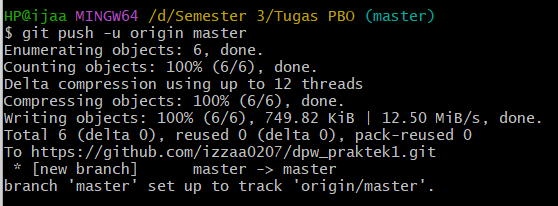 HP@ijaa MINGW64 /d/Semester 3/Tugas PBO (master)
$ git push -u origin master
Enumerating objects: 6, done.
Counting objects: 100% (6/6), done.
Delta compression using up to 12 threads
Compressing objects: 100% (6/6), done.
Writing objects: 100% (6/6), 749.82 KiB | 12.50 MiB/s, done.
Total 6 (delta 0), reused 0 (delta 0), pack-reused 0
To https://github.com/izzaa0207/dpw_praktek1.git
 * [new branch]      master -> master
branch 'master' set up to track 'origin/master'.